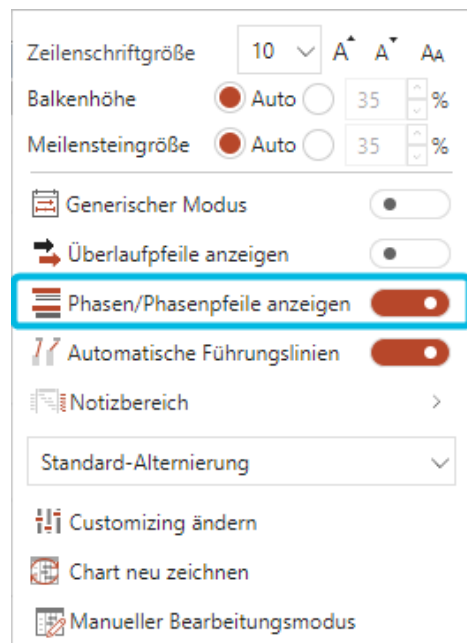 Zeilenschriftgröße 10 A A AA
Balkenhöhe Auto 35 %
Meilensteingröße Auto 35 %
Generischer Modus
Überlaufpfeile anzeigen
Phasen/Phasenpfeile anzeigen
Automatische Führungslinien
Notizbereich
Standard-Alternierung
Customizing ändern
Chart neu zeichnen
Manueller Bearbeitungsmodus